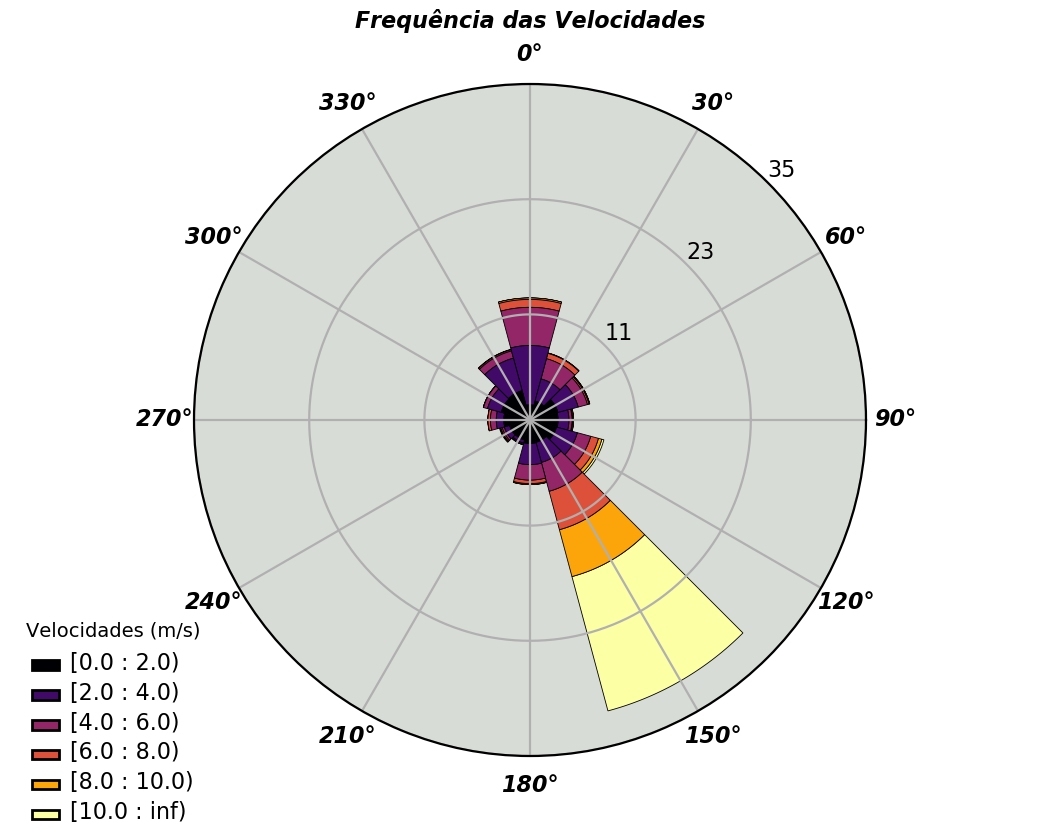 Frequência das Velocidades
0°
330°
30°
35
300°
60°
23
11
270°
90°
240°
120°
210°
150°
180°
Velocidades (m/s)
[0.0 : 2.0)
[2.0 : 4.0)
[4.0 : 6.0)
[6.0 : 8.0)
[8.0 : 10.0)
[10.0 : inf)